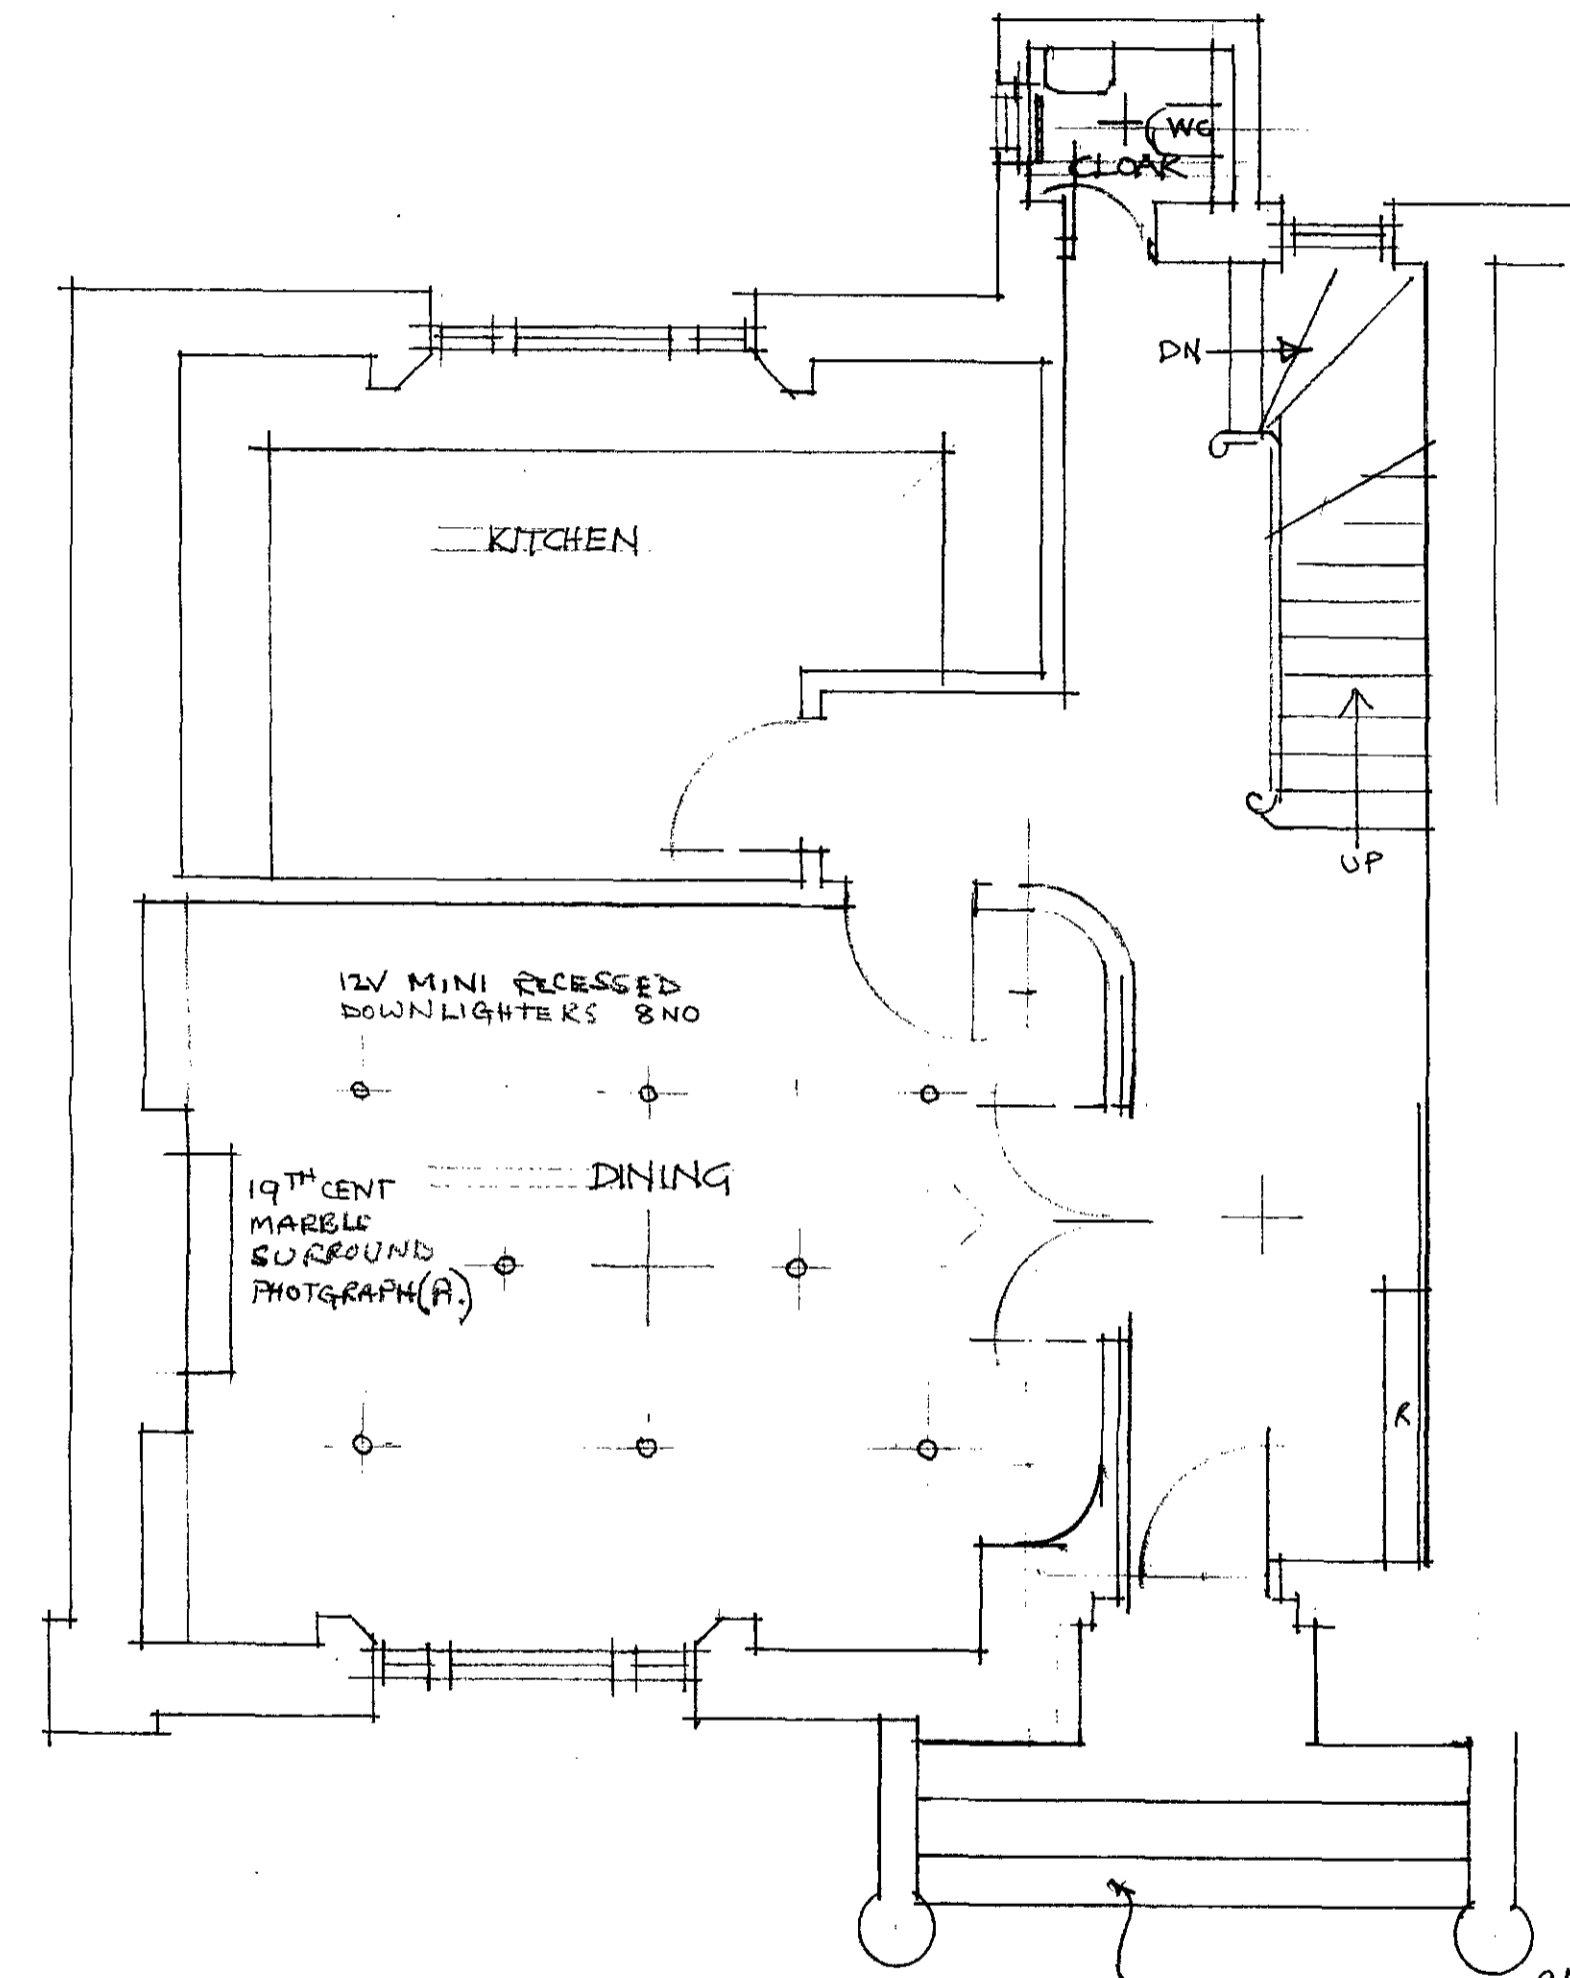 WC
CLOAK
DN
KITCHEN
UP
12V MINI RECESSED
DOWNLIGHTERS 8NO
DINING
19TH CENT
MARBLE
SURROUND
PHOTGRAPH(A.)
R